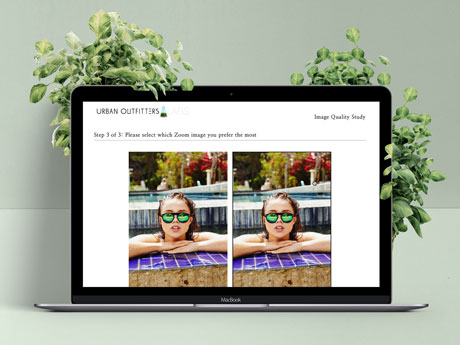 URBAN OUTFITTERS LABS
Image Quality Study
Step 3 of 3: Please select which Zoom image you prefer the most
MacBook